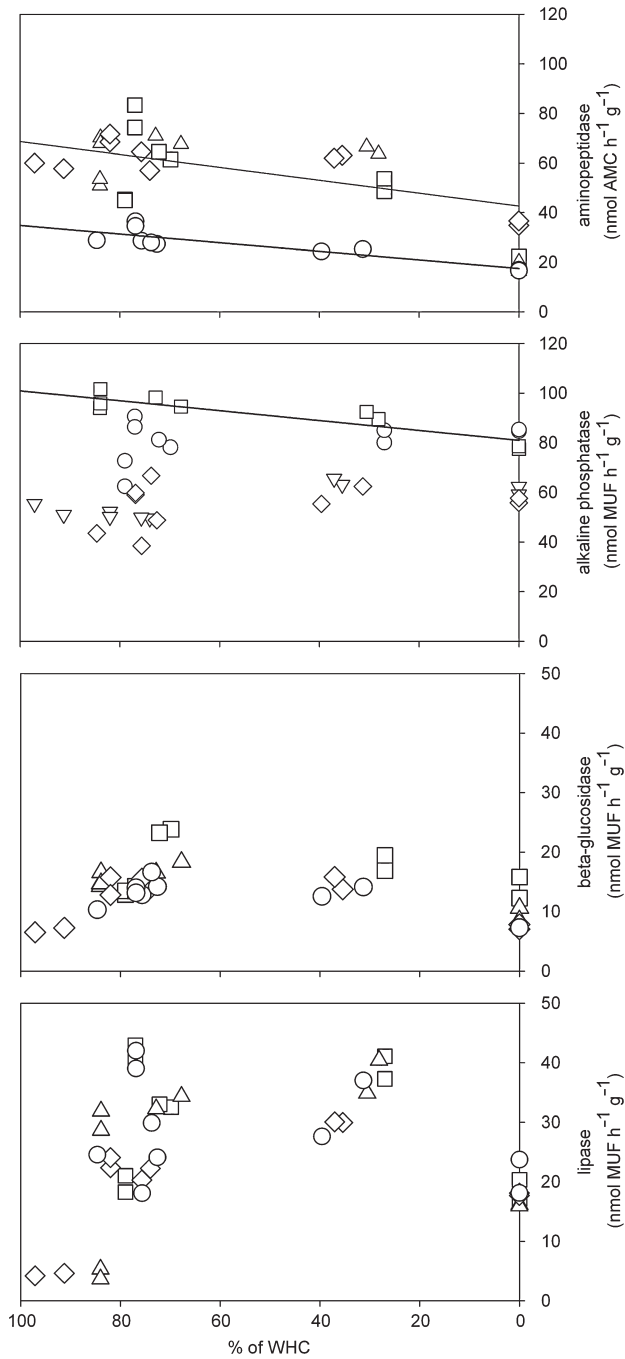 120
100
80
60
40
20
0
aminopeptidase
(nmol AMC h⁻¹ g⁻¹)
120
100
80
60
40
20
0
alkaline phosphatase
(nmol MUF h⁻¹ g⁻¹)
50
40
30
20
10
0
beta-glucosidase
(nmol MUF h⁻¹ g⁻¹)
50
40
30
20
10
0
lipase
(nmol MUF h⁻¹ g⁻¹)
100 80 60 40 20 0
% of WHC